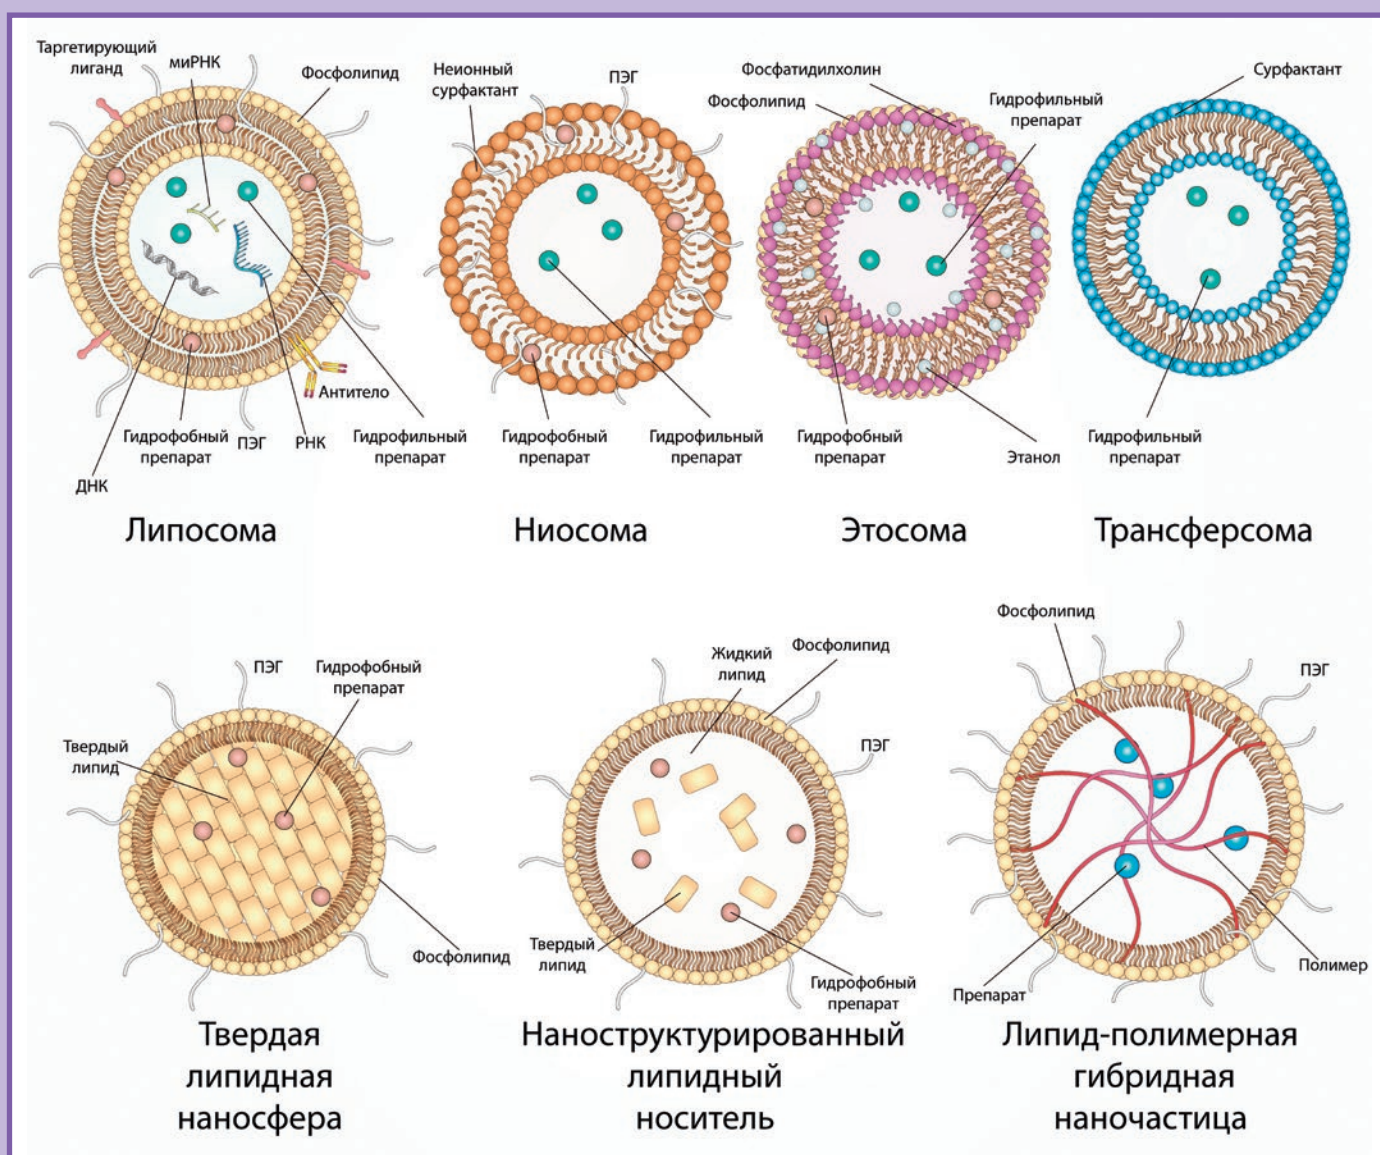 Таргетирующий
лиганд
миРНК
Фосфолипид
ДНК
Гидрофобный
препарат
ПЭГ
РНК
Антитело
Гидрофильный
препарат
Липосома
Неионный
сурфактант
ПЭГ
Гидрофобный
препарат
Гидрофильный
препарат
Ниосома
Фосфатидилхолин
Фосфолипид
Гидрофильный
препарат
Гидрофобный
препарат
Этанол
Этосома
Сурфактант
Гидрофильный
препарат
Трансферсома
ПЭГ
Гидрофобный
препарат
Твердый
липид
Фосфолипид
Твердая
липидная
наносфера
Жидкий
липид
Фосфолипид
ПЭГ
Твердый
липид
Гидрофобный
препарат
Наноструктурированный
липидный
носитель
Фосфолипид
ПЭГ
Препарат
Полимер
Липид-полимерная
гибридная
наночастица